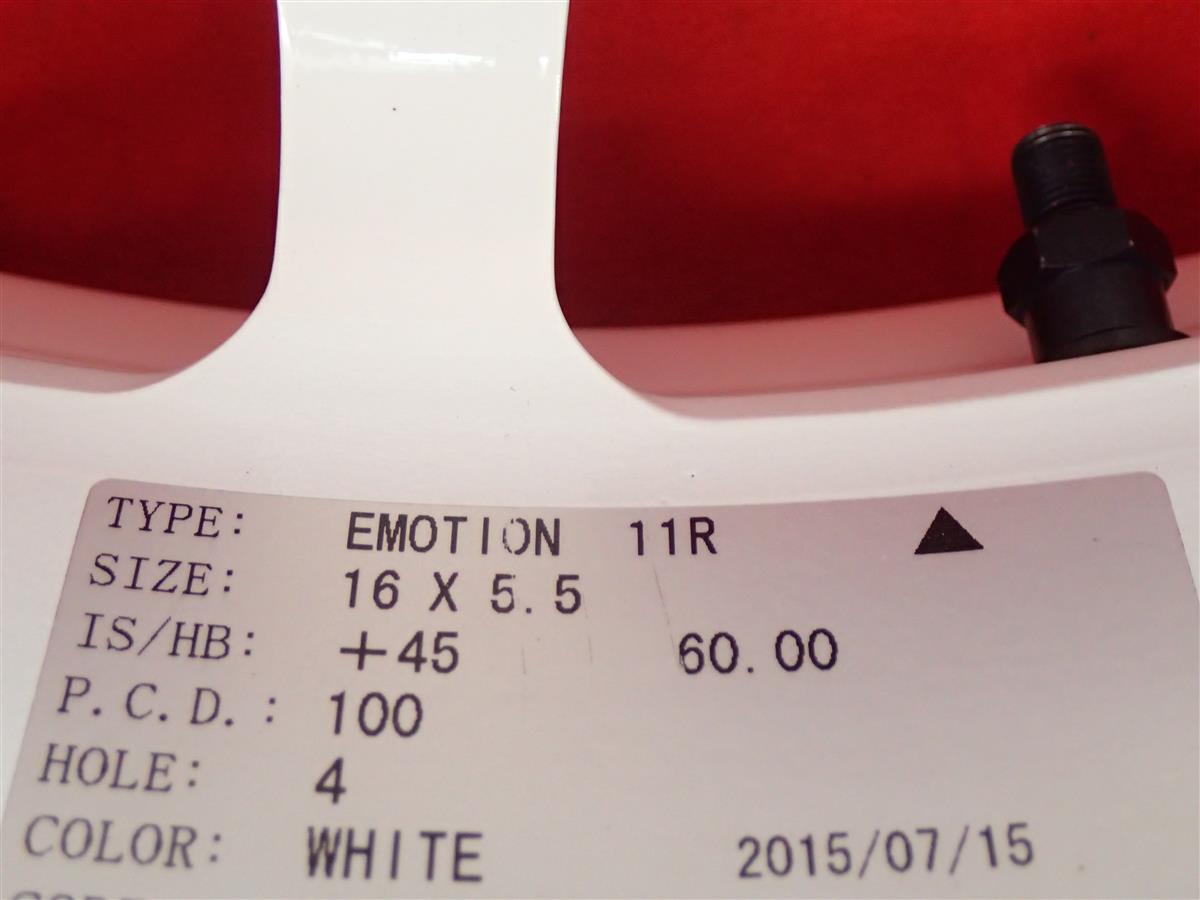 TYPE: EMOTION 11R ▲
SIZE: 16 X 5.5
IS/HB: +45 60.00
P.C.D.: 100
HOLE: 4
COLOR: WHITE 2015/07/15